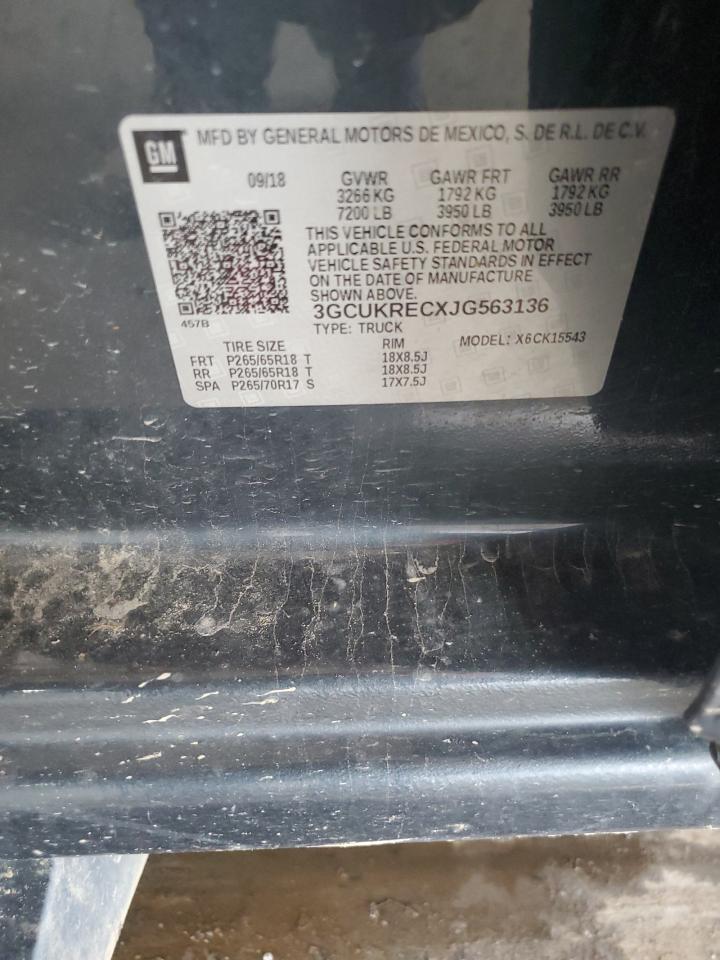 GM
MFD BY GENERAL MOTORS DE MEXICO, S. DE R.L. DE C.V.
09/18 GVWR GAWR FRT GAWR RR
3266 KG 1792 KG 1792 KG
7200 LB 3950 LB 3950 LB
THIS VEHICLE CONFORMS TO ALL
APPLICABLE U.S. FEDERAL MOTOR
VEHICLE SAFETY STANDARDS IN EFFECT
ON THE DATE OF MANUFACTURE
SHOWN ABOVE.
3GCUKRECXJG563136
457B
TYPE: TRUCK
TIRE SIZE RIM MODEL: X6CK15543
FRT P265/65R18 T 18X8.5J
RR P265/65R18 T 18X8.5J
SPA P265/70R17 S 17X7.5J